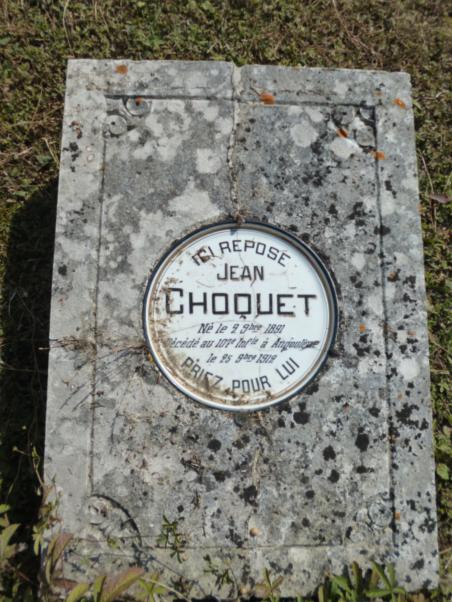 ICI REPOSE
JEAN
CHOQUET
Né le 2 9bre 1891
Décédé au 107e Infie à Angoulême
le 25 9bre 1912
PRIEZ POUR LUI